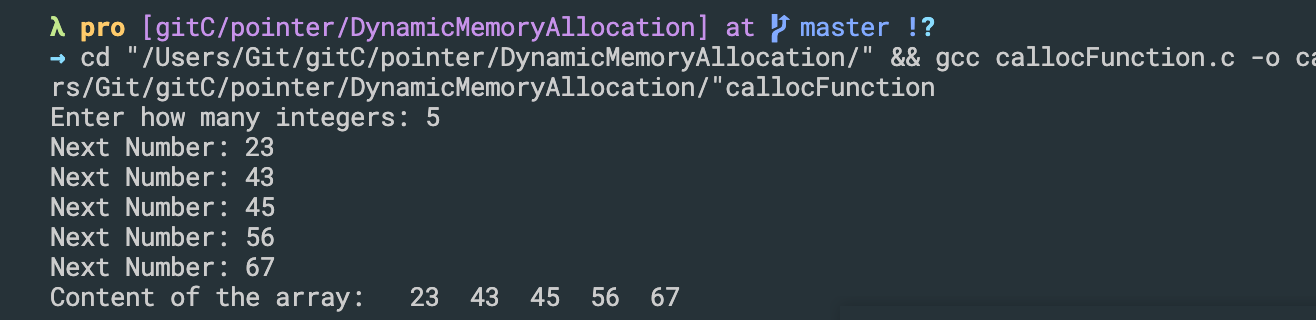 λ pro [gitC/pointer/DynamicMemoryAllocation] at master !?
→ cd "/Users/Git/gitC/pointer/DynamicMemoryAllocation/" && gcc callocFunction.c -o ca
rs/Git/gitC/pointer/DynamicMemoryAllocation/"callocFunction
Enter how many integers: 5
Next Number: 23
Next Number: 43
Next Number: 45
Next Number: 56
Next Number: 67
Content of the array:   23  43  45  56  67